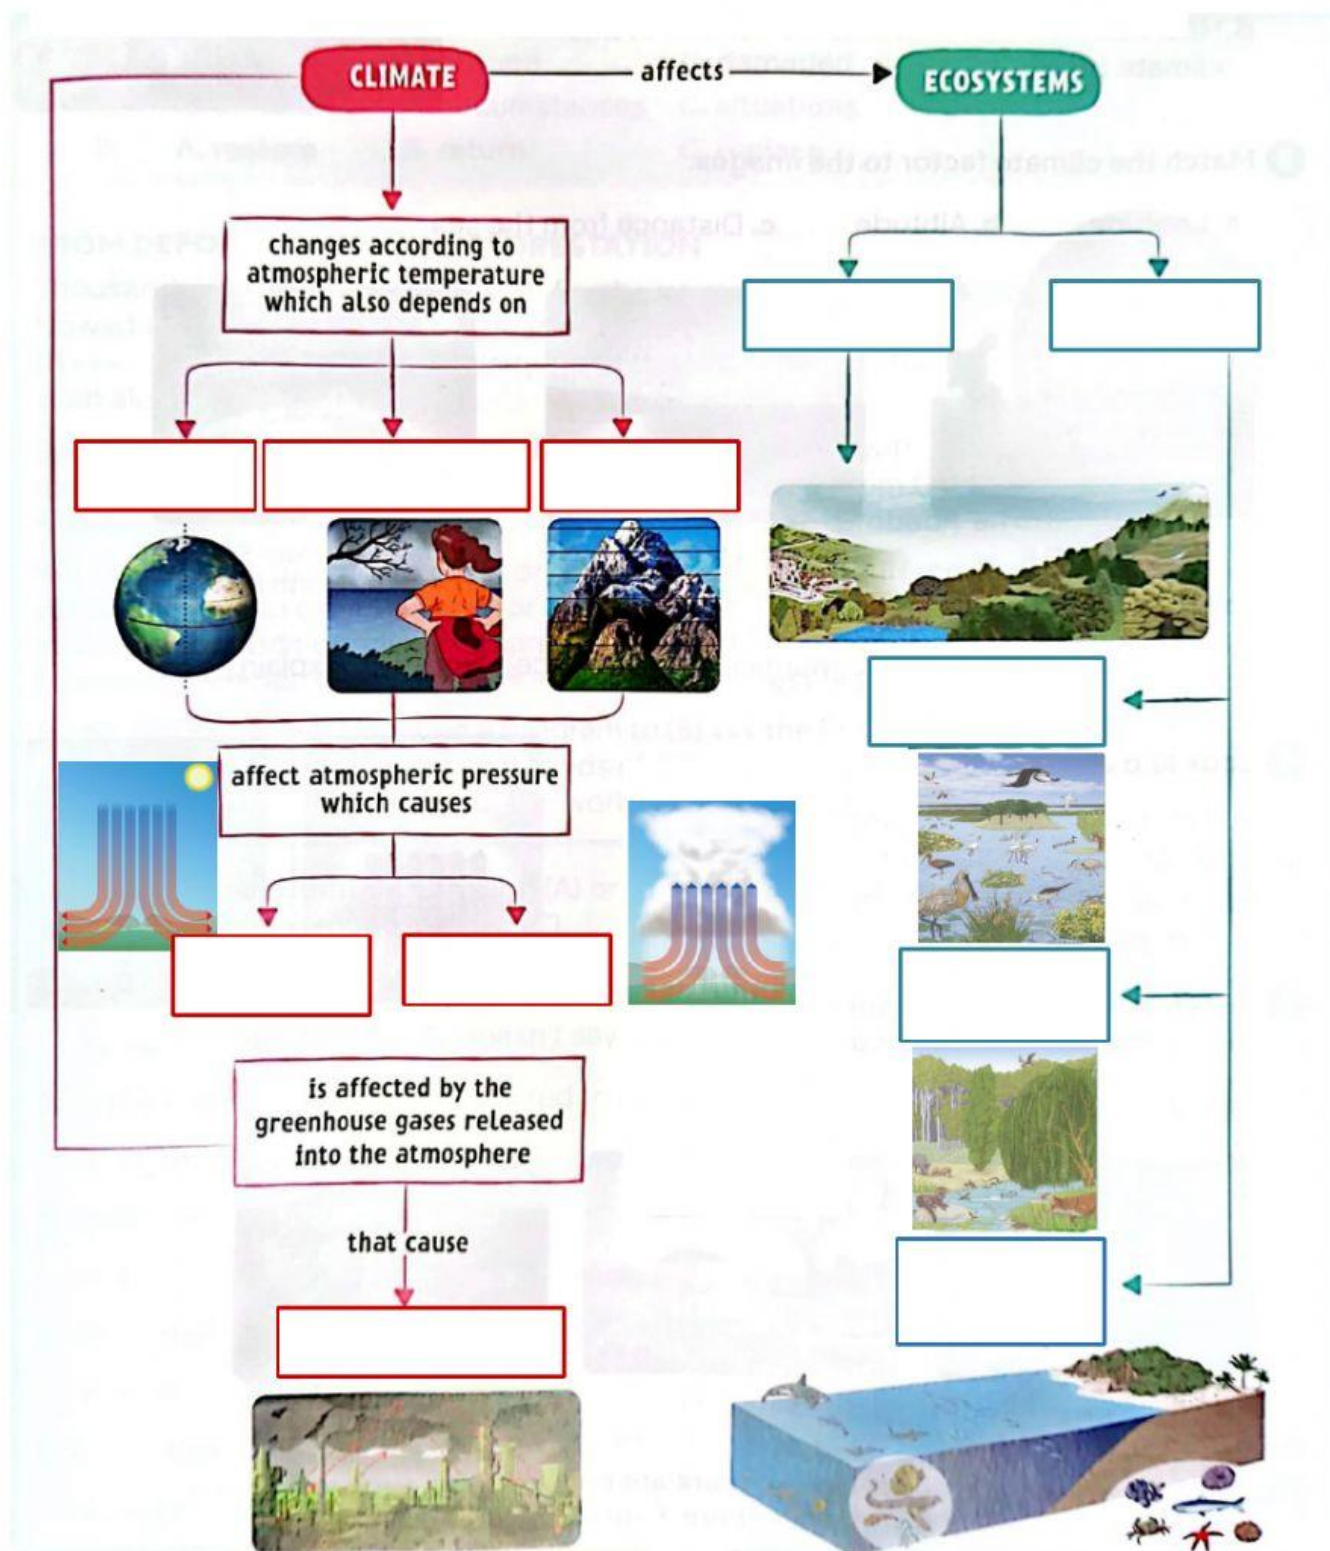 CLIMATE
affects
ECOSYSTEMS
changes according to
atmospheric temperature
which also depends on
affect atmospheric pressure
which causes
is affected by the
greenhouse gases released
into the atmosphere
that cause